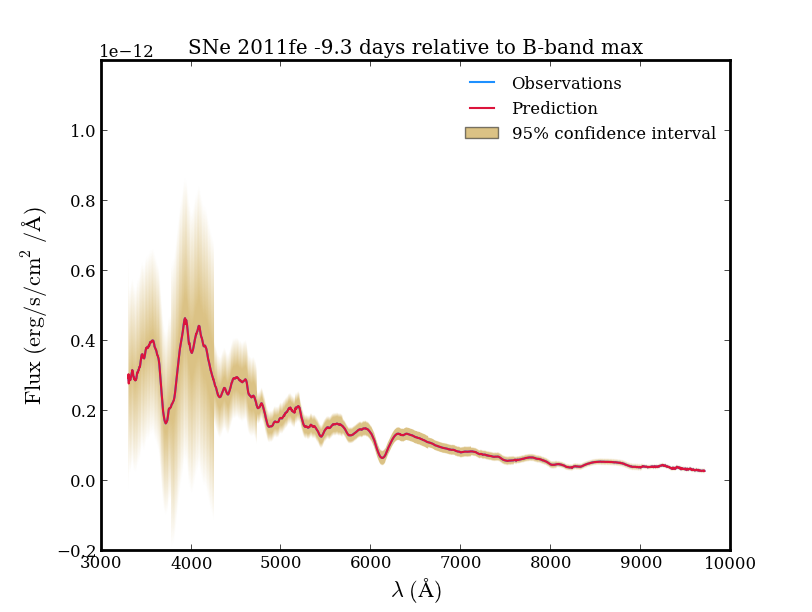 1e−12
SNe 2011fe -9.3 days relative to B-band max
Observations
Prediction
95% confidence interval
Flux (erg/s/cm² /Å)
1.0
0.8
0.6
0.4
0.2
0.0
−0.2
3000 4000 5000 6000 7000 8000 9000 10000
λ (Å)